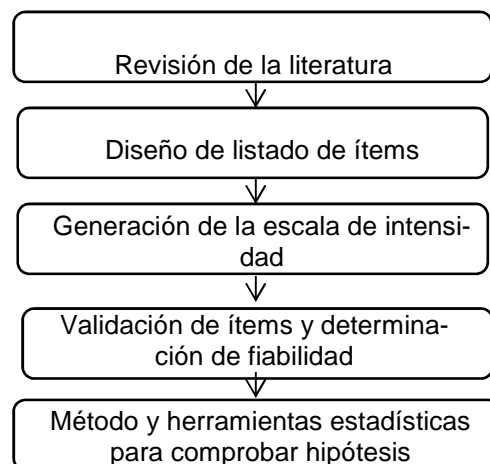 Revisión de la literatura
Diseño de listado de ítems
Generación de la escala de intensi-
dad
Validación de ítems y determina-
ción de fiabilidad
Método y herramientas estadísticas
para comprobar hipótesis